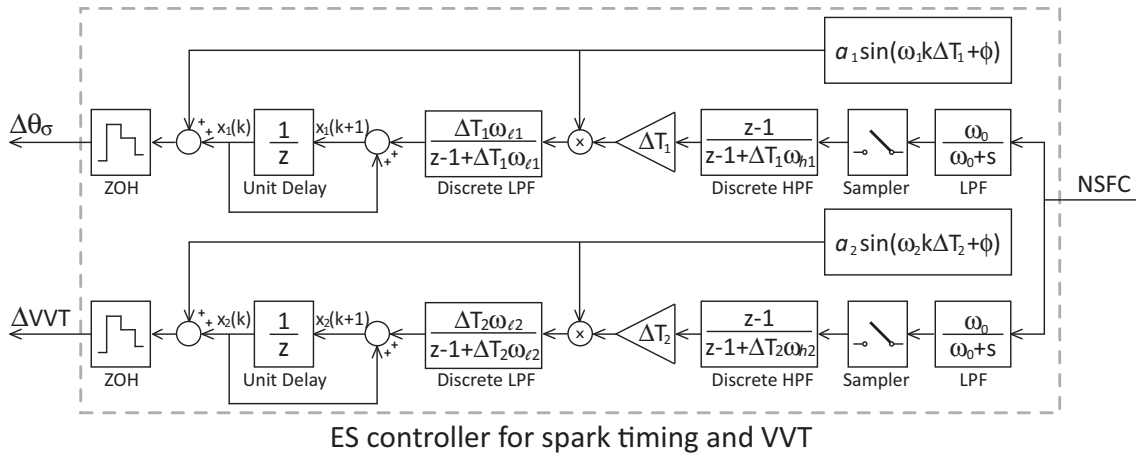 a₁sin(ω₁kΔT₁+ϕ)
Δθσ
ZOH
+
+
x₁(k)
1
z
Unit Delay
x₁(k+1)
+
+
ΔT₁ωℓ₁
z-1+ΔT₁ωℓ₁
Discrete LPF
x
ΔT₁
z-1
z-1+ΔT₁ωh₁
Discrete HPF
Sampler
ω₀
ω₀+s
LPF
NSFC
a₂sin(ω₂kΔT₂+ϕ)
ΔVVT
ZOH
+
+
x₂(k)
1
z
Unit Delay
x₂(k+1)
+
+
ΔT₂ωℓ₂
z-1+ΔT₂ωℓ₂
Discrete LPF
x
ΔT₂
z-1
z-1+ΔT₂ωh₂
Discrete HPF
Sampler
ω₀
ω₀+s
LPF
ES controller for spark timing and VVT